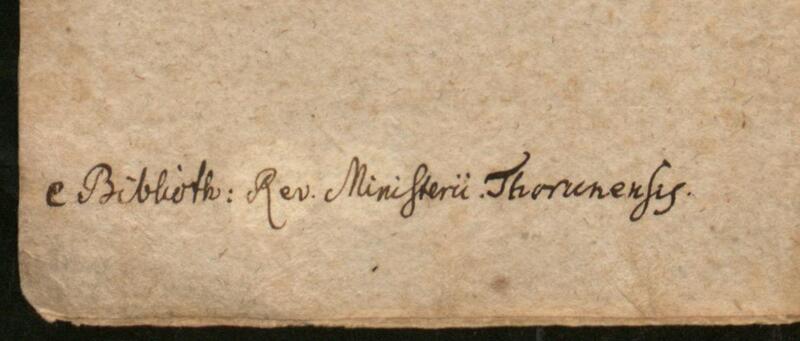 e Biblioth: Rev. Ministerii. Thorunensis.